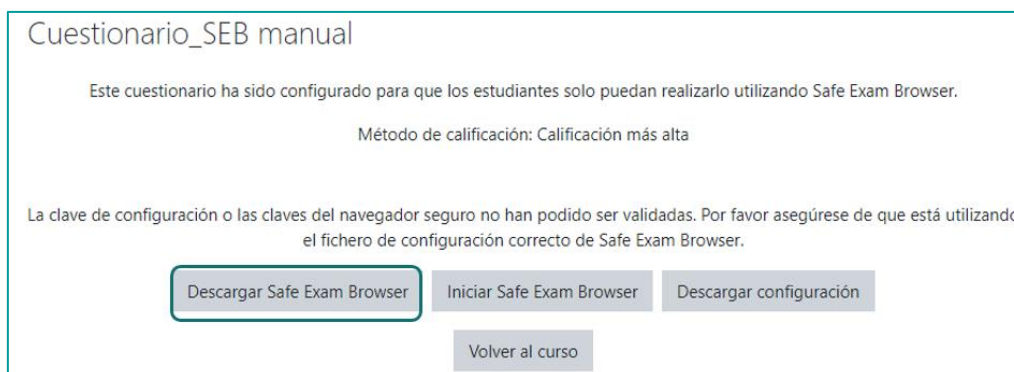 Cuestionario_SEB manual
Este cuestionario ha sido configurado para que los estudiantes solo puedan realizarlo utilizando Safe Exam Browser.
Método de calificación: Calificación más alta
La clave de configuración o las claves del navegador seguro no han podido ser validadas. Por favor asegúrese de que está utilizando
el fichero de configuración correcto de Safe Exam Browser.
Descargar Safe Exam Browser Iniciar Safe Exam Browser Descargar configuración
Volver al curso